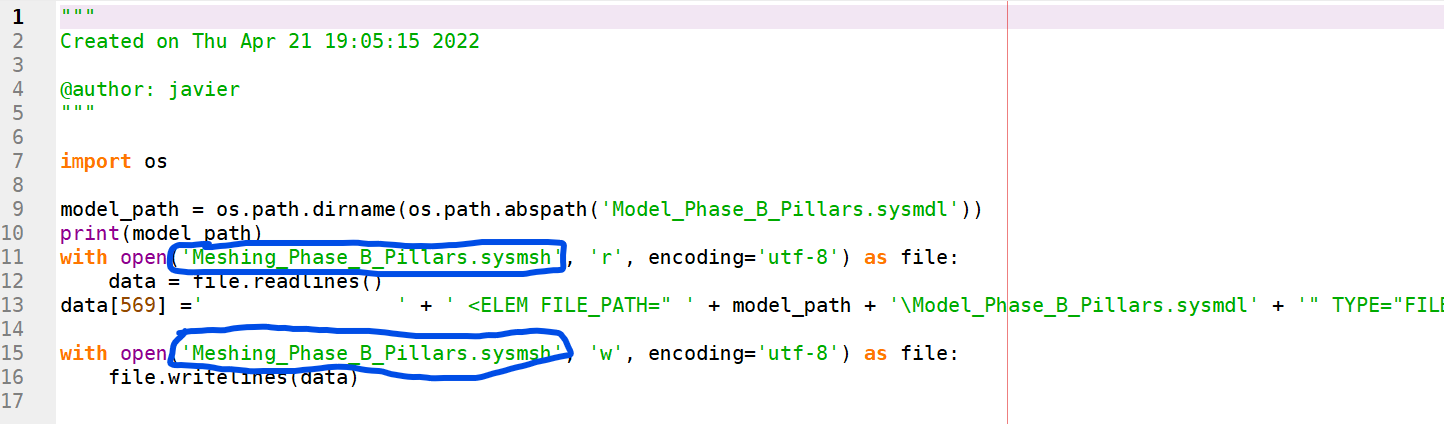 1 """
2 Created on Thu Apr 21 19:05:15 2022
3
4 @author: javier
5 """
6
7 import os
8
9 model_path = os.path.dirname(os.path.abspath('Model_Phase_B_Pillars.sysmdl'))
10 print(model_path)
11 with open('Meshing_Phase_B_Pillars.sysmsh', 'r', encoding='utf-8') as file:
12     data = file.readlines()
13 data[569] ='                ' + ' <ELEM FILE_PATH=" ' + model_path + '\Model_Phase_B_Pillars.sysmdl' + '" TYPE="FILE
14
15 with open('Meshing_Phase_B_Pillars.sysmsh', 'w', encoding='utf-8') as file:
16     file.writelines(data)
17